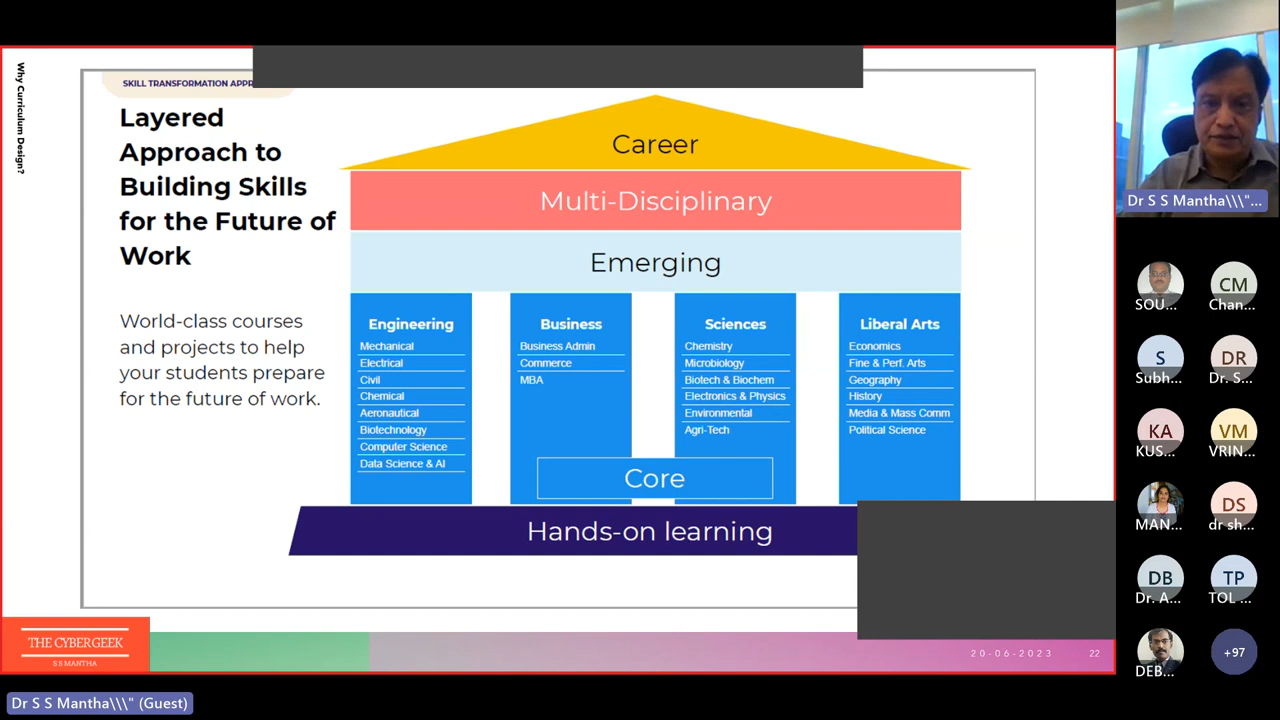 Why Curriculum Design?
SKILL TRANSFORMATION
Layered
Approach to
Building Skills
for the Future of
Work
World-class courses
and projects to help
your students prepare
for the future of work.
Career
Multi-Disciplinary
Emerging
Engineering
Mechanical
Electrical
Civil
Chemical
Aeronautical
Biotechnology
Computer Science
Data Science & AI
Business
Business Admin
Commerce
MBA
Sciences
Chemistry
Microbiology
Biotech & Biochem
Electronics & Physics
Environmental
Agri-Tech
Liberal Arts
Economics
Fine & Perf. Arts
Geography
History
Media & Mass Comm
Political Science
Core
Hands-on learning
THE CYBERGEEK
S S MANTHA
20-06-2023
22
Dr S S Mantha\\\" (Guest)
Dr S S Mantha\\\"...
SOU...
CM
Chan...
S
Subh...
DR
Dr. S...
KA
KUS...
VM
VRIN...
MAN...
DS
dr sh...
DB
Dr. A...
TP
TOL ...
DEB...
+97